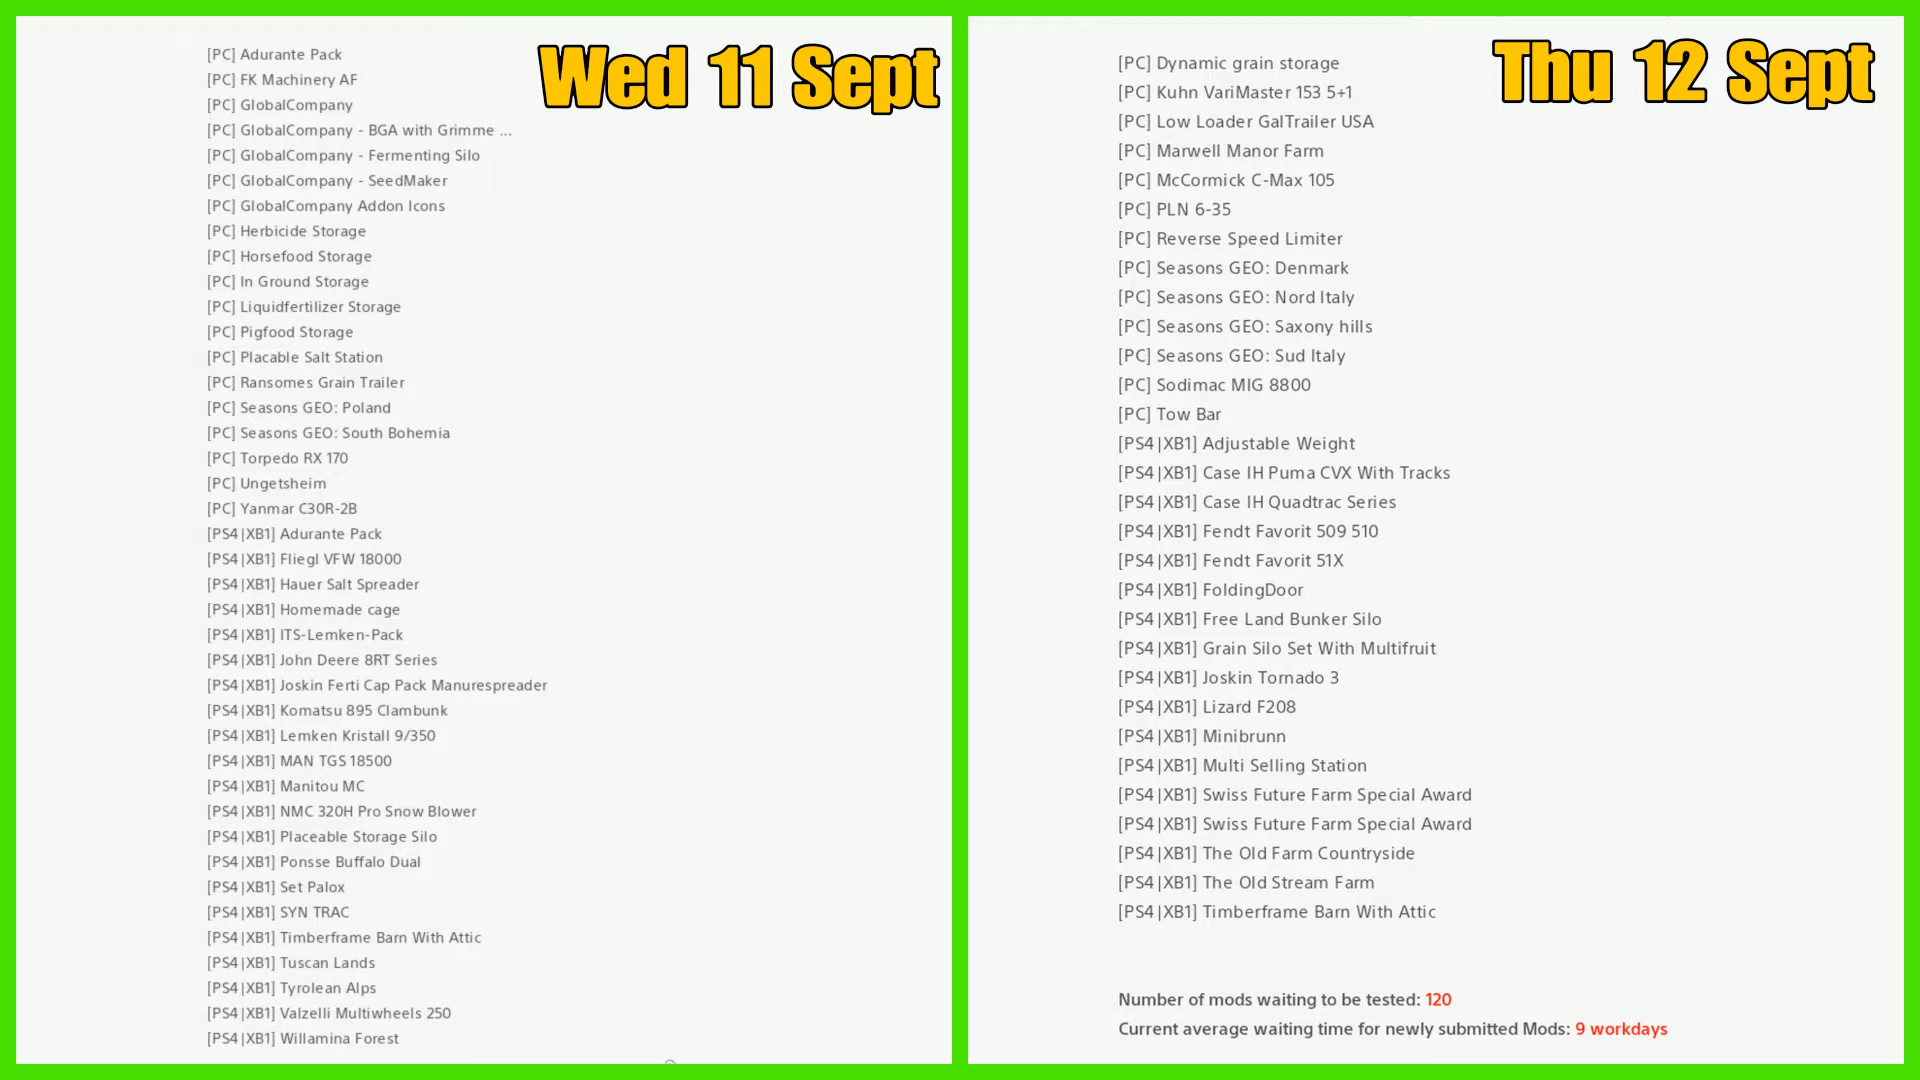 Wed 11 Sept
[PC] Adurante Pack
[PC] FK Machinery AF
[PC] GlobalCompany
[PC] GlobalCompany - BGA with Grimme ...
[PC] GlobalCompany - Fermenting Silo
[PC] GlobalCompany - SeedMaker
[PC] GlobalCompany Addon Icons
[PC] Herbicide Storage
[PC] Horsefood Storage
[PC] In Ground Storage
[PC] Liquidfertilizer Storage
[PC] Pigfood Storage
[PC] Placable Salt Station
[PC] Ransomes Grain Trailer
[PC] Seasons GEO: Poland
[PC] Seasons GEO: South Bohemia
[PC] Torpedo RX 170
[PC] Ungetsheim
[PC] Yanmar C30R-2B
[PS4|XB1] Adurante Pack
[PS4|XB1] Fliegl VFW 18000
[PS4|XB1] Hauer Salt Spreader
[PS4|XB1] Homemade cage
[PS4|XB1] ITS-Lemken-Pack
[PS4|XB1] John Deere 8RT Series
[PS4|XB1] Joskin Ferti Cap Pack Manurespreader
[PS4|XB1] Komatsu 895 Clambunk
[PS4|XB1] Lemken Kristall 9/350
[PS4|XB1] MAN TGS 18500
[PS4|XB1] Manitou MC
[PS4|XB1] NMC 320H Pro Snow Blower
[PS4|XB1] Placeable Storage Silo
[PS4|XB1] Ponsse Buffalo Dual
[PS4|XB1] Set Palox
[PS4|XB1] SYN TRAC
[PS4|XB1] Timberframe Barn With Attic
[PS4|XB1] Tuscan Lands
[PS4|XB1] Tyrolean Alps
[PS4|XB1] Valzelli Multiwheels 250
[PS4|XB1] Willamina Forest
Thu 12 Sept
[PC] Dynamic grain storage
[PC] Kuhn VariMaster 153 5+1
[PC] Low Loader GalTrailer USA
[PC] Marwell Manor Farm
[PC] McCormick C-Max 105
[PC] PLN 6-35
[PC] Reverse Speed Limiter
[PC] Seasons GEO: Denmark
[PC] Seasons GEO: Nord Italy
[PC] Seasons GEO: Saxony hills
[PC] Seasons GEO: Sud Italy
[PC] Sodimac MIG 8800
[PC] Tow Bar
[PS4|XB1] Adjustable Weight
[PS4|XB1] Case IH Puma CVX With Tracks
[PS4|XB1] Case IH Quadtrac Series
[PS4|XB1] Fendt Favorit 509 510
[PS4|XB1] Fendt Favorit 51X
[PS4|XB1] FoldingDoor
[PS4|XB1] Free Land Bunker Silo
[PS4|XB1] Grain Silo Set With Multifruit
[PS4|XB1] Joskin Tornado 3
[PS4|XB1] Lizard F208
[PS4|XB1] Minibrunn
[PS4|XB1] Multi Selling Station
[PS4|XB1] Swiss Future Farm Special Award
[PS4|XB1] Swiss Future Farm Special Award
[PS4|XB1] The Old Farm Countryside
[PS4|XB1] The Old Stream Farm
[PS4|XB1] Timberframe Barn With Attic
Number of mods waiting to be tested: 120
Current average waiting time for newly submitted Mods: 9 workdays